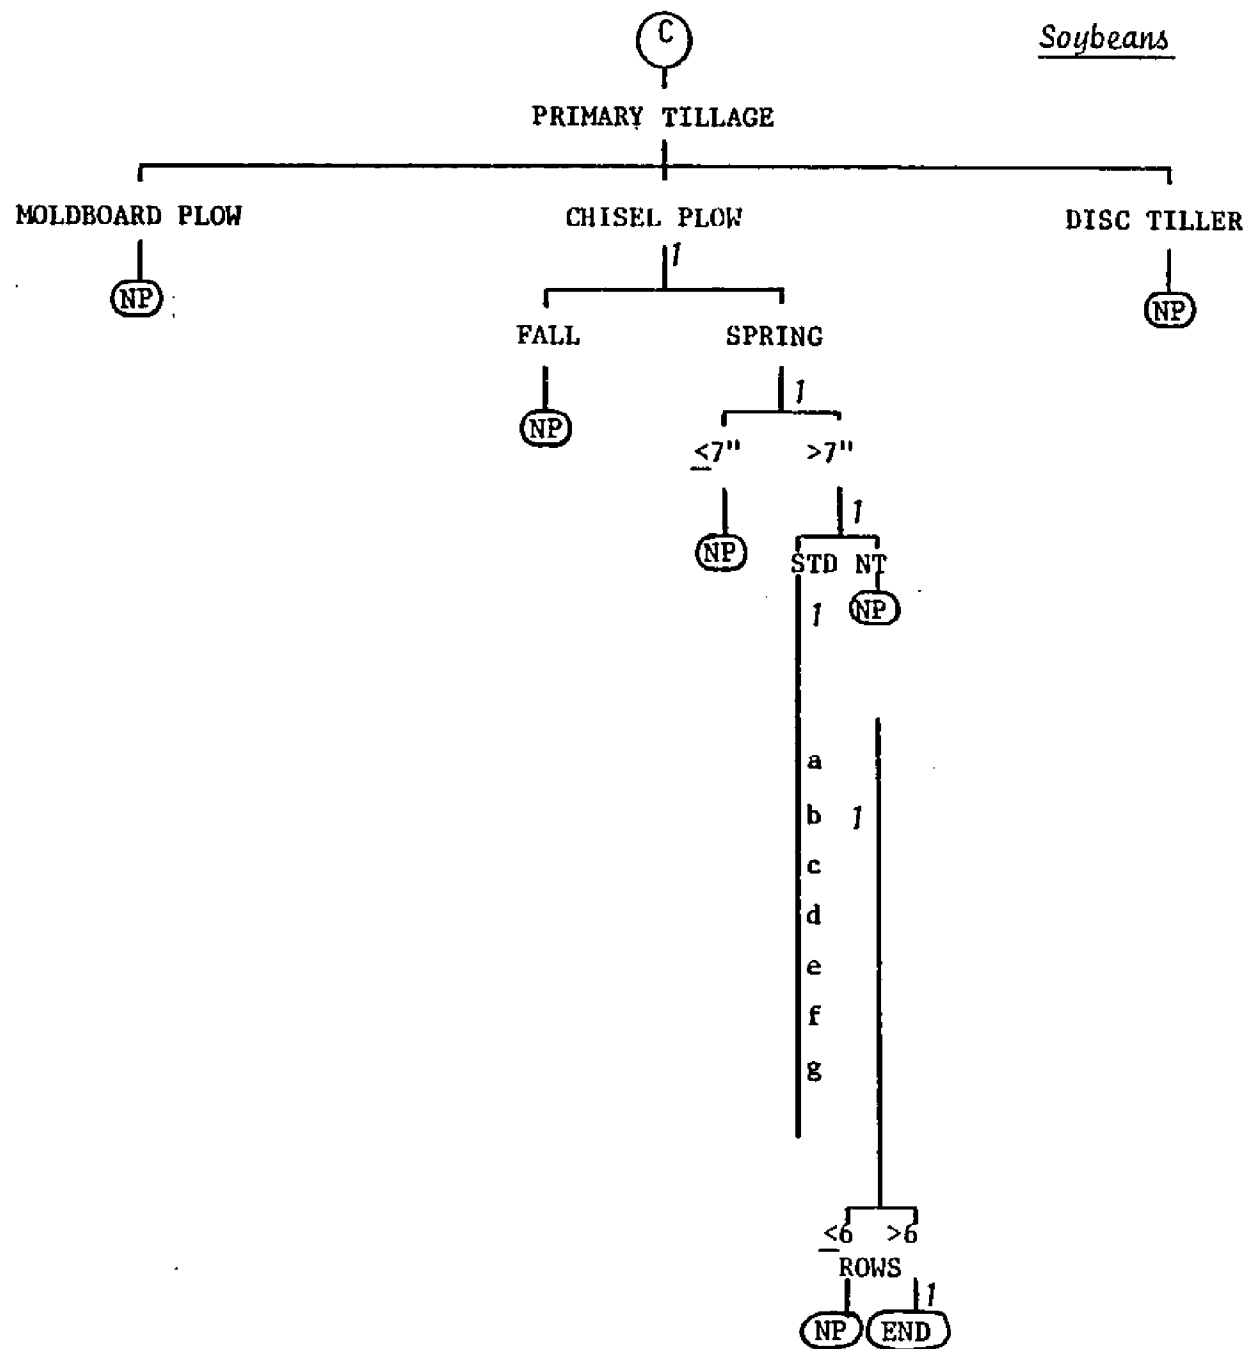 C
Soybeans
PRIMARY TILLAGE
MOLDBOARD PLOW CHISEL PLOW DISC TILLER
1
NP NP
FALL SPRING
1
NP
≤7" >7"
1
NP
STD NT
1 NP
a
b 1
c
d
e
f
g
≤6 >6
ROWS
1
NP END